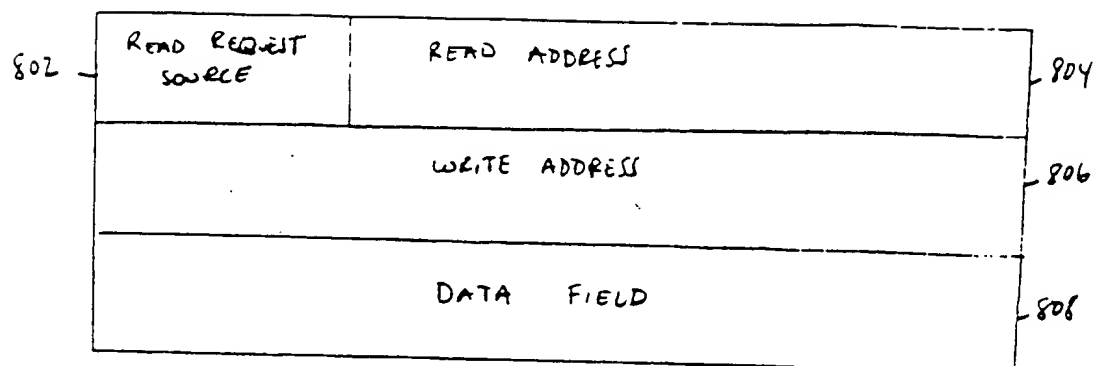 802 READ REQUEST SOURCE READ ADDRESS 804
WRITE ADDRESS 806
DATA FIELD 808